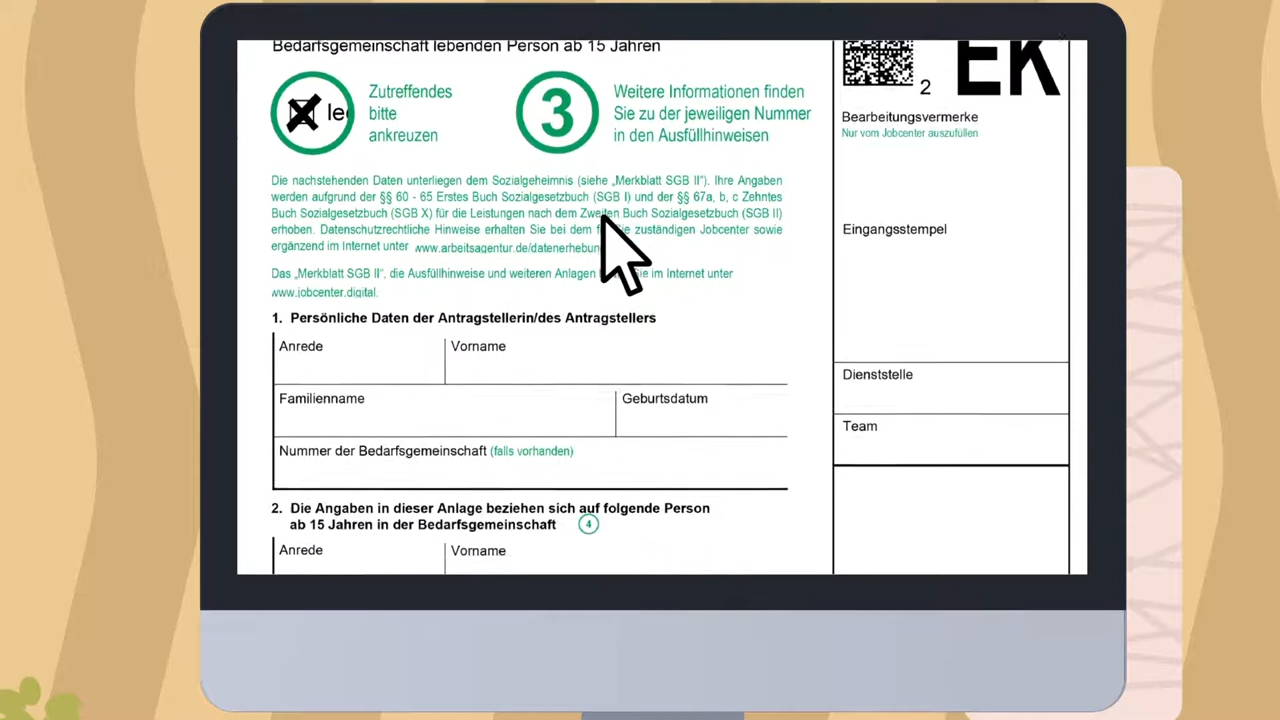 Bedarfsgemeinschaft lebenden Person ab 15 Jahren
Zutreffendes
bitte
ankreuzen
3
Weitere Informationen finden
Sie zu der jeweiligen Nummer
in den Ausfüllhinweisen
Die nachstehenden Daten unterliegen dem Sozialgeheimnis (siehe „Merkblatt SGB II"). Ihre Angaben
werden aufgrund der §§ 60 - 65 Erstes Buch Sozialgesetzbuch (SGB I) und der §§ 67a, b, c Zehntes
Buch Sozialgesetzbuch (SGB X) für die Leistungen nach dem Zweiten Buch Sozialgesetzbuch (SGB II)
erhoben. Datenschutzrechtliche Hinweise erhalten Sie bei dem zuständigen Jobcenter sowie
ergänzend im Internet unter www.arbeitsagentur.de/datenerhebun
Das „Merkblatt SGB II", die Ausfüllhinweise und weiteren Anlagen Sie im Internet unter
www.jobcenter.digital.
1. Persönliche Daten der Antragstellerin/des Antragstellers
Anrede
Vorname
Familienname
Geburtsdatum
Nummer der Bedarfsgemeinschaft (falls vorhanden)
2. Die Angaben in dieser Anlage beziehen sich auf folgende Person
ab 15 Jahren in der Bedarfsgemeinschaft 4
Anrede
Vorname
2
EK
Bearbeitungsvermerke
Nur vom Jobcenter auszufüllen
Eingangsstempel
Dienststelle
Team